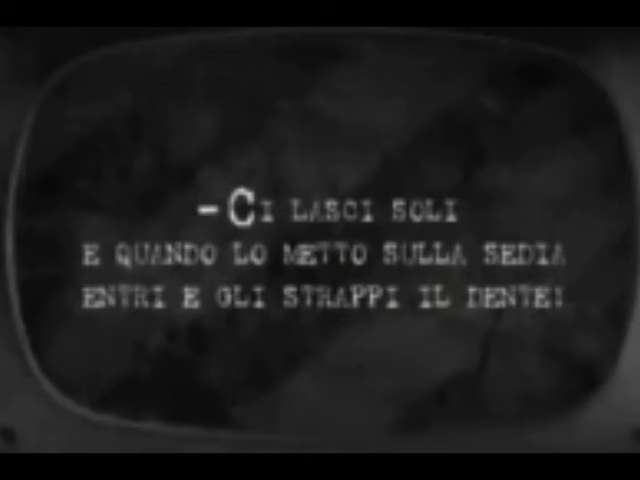 -CI LASCI SOLI
E QUANDO LO METTO SULLA SEDIA
ENTRI E GLI STRAPPI IL DENTE!